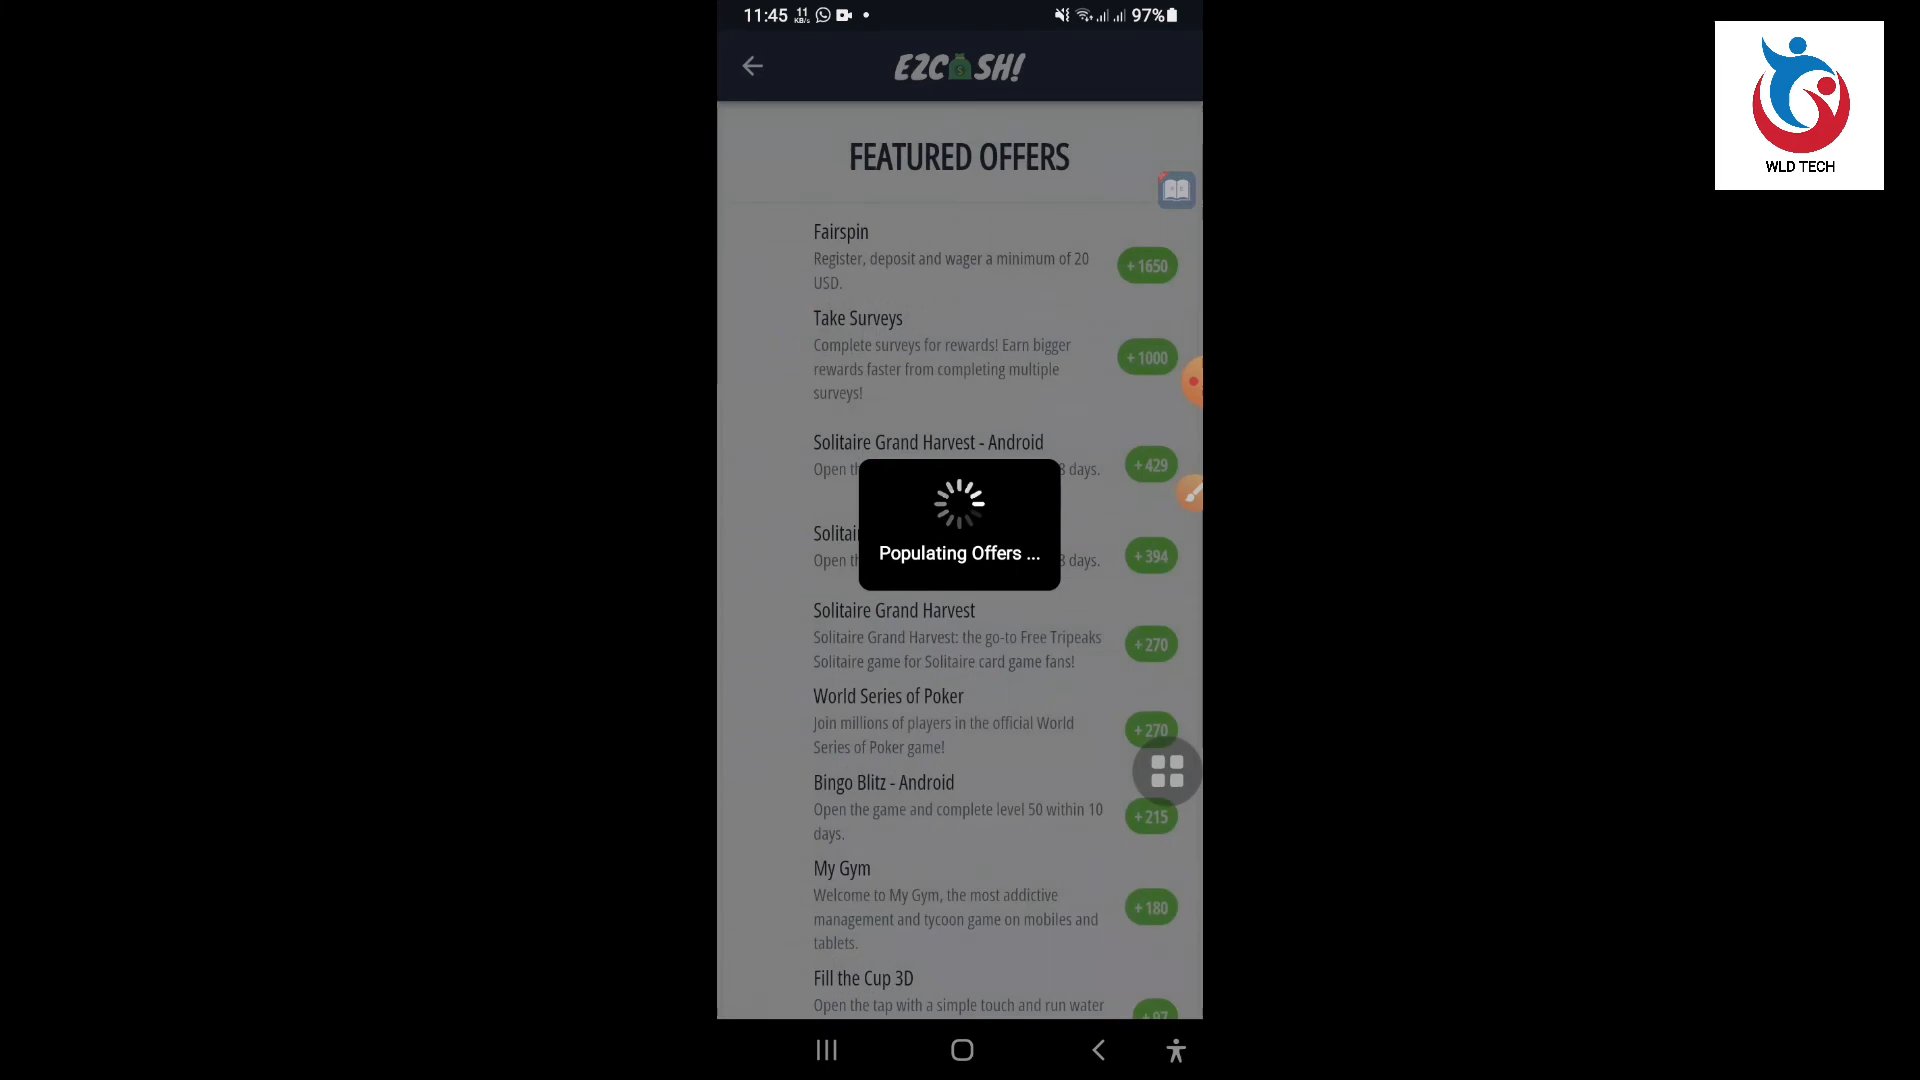 11:45 11 KB/s 97%
EZCASH!
FEATURED OFFERS
Fairspin
Register, deposit and wager a minimum of 20
USD.
+1650
Take Surveys
Complete surveys for rewards! Earn bigger
rewards faster from completing multiple
surveys!
+1000
Solitaire Grand Harvest - Android
Open th
8 days.
+429
Solitai
Open th
8 days.
+394
Populating Offers ...
Solitaire Grand Harvest
Solitaire Grand Harvest: the go-to Free Tripeaks
Solitaire game for Solitaire card game fans!
+270
World Series of Poker
Join millions of players in the official World
Series of Poker game!
+270
Bingo Blitz - Android
Open the game and complete level 50 within 10
days.
+215
My Gym
Welcome to My Gym, the most addictive
management and tycoon game on mobiles and
tablets.
+180
Fill the Cup 3D
Open the tap with a simple touch and run water
+97
WLD TECH